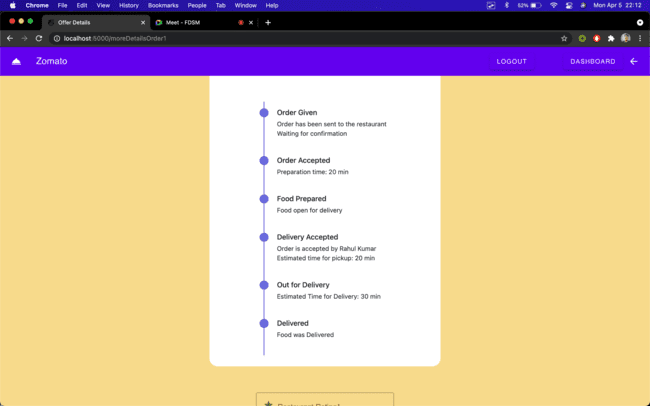 Chrome File Edit View History Bookmarks People Tab Window Help 52% Mon Apr 5 22:12
Offer Details Meet - FDSM
localhost:5000/moreDetailsOrder1
Zomato LOGOUT DASHBOARD
Order Given
Order has been sent to the restaurant
Waiting for confirmation
Order Accepted
Preparation time: 20 min
Food Prepared
Food open for delivery
Delivery Accepted
Order is accepted by Rahul Kumar
Estimated time for pickup: 20 min
Out for Delivery
Estimated Time for Delivery: 30 min
Delivered
Food was Delivered